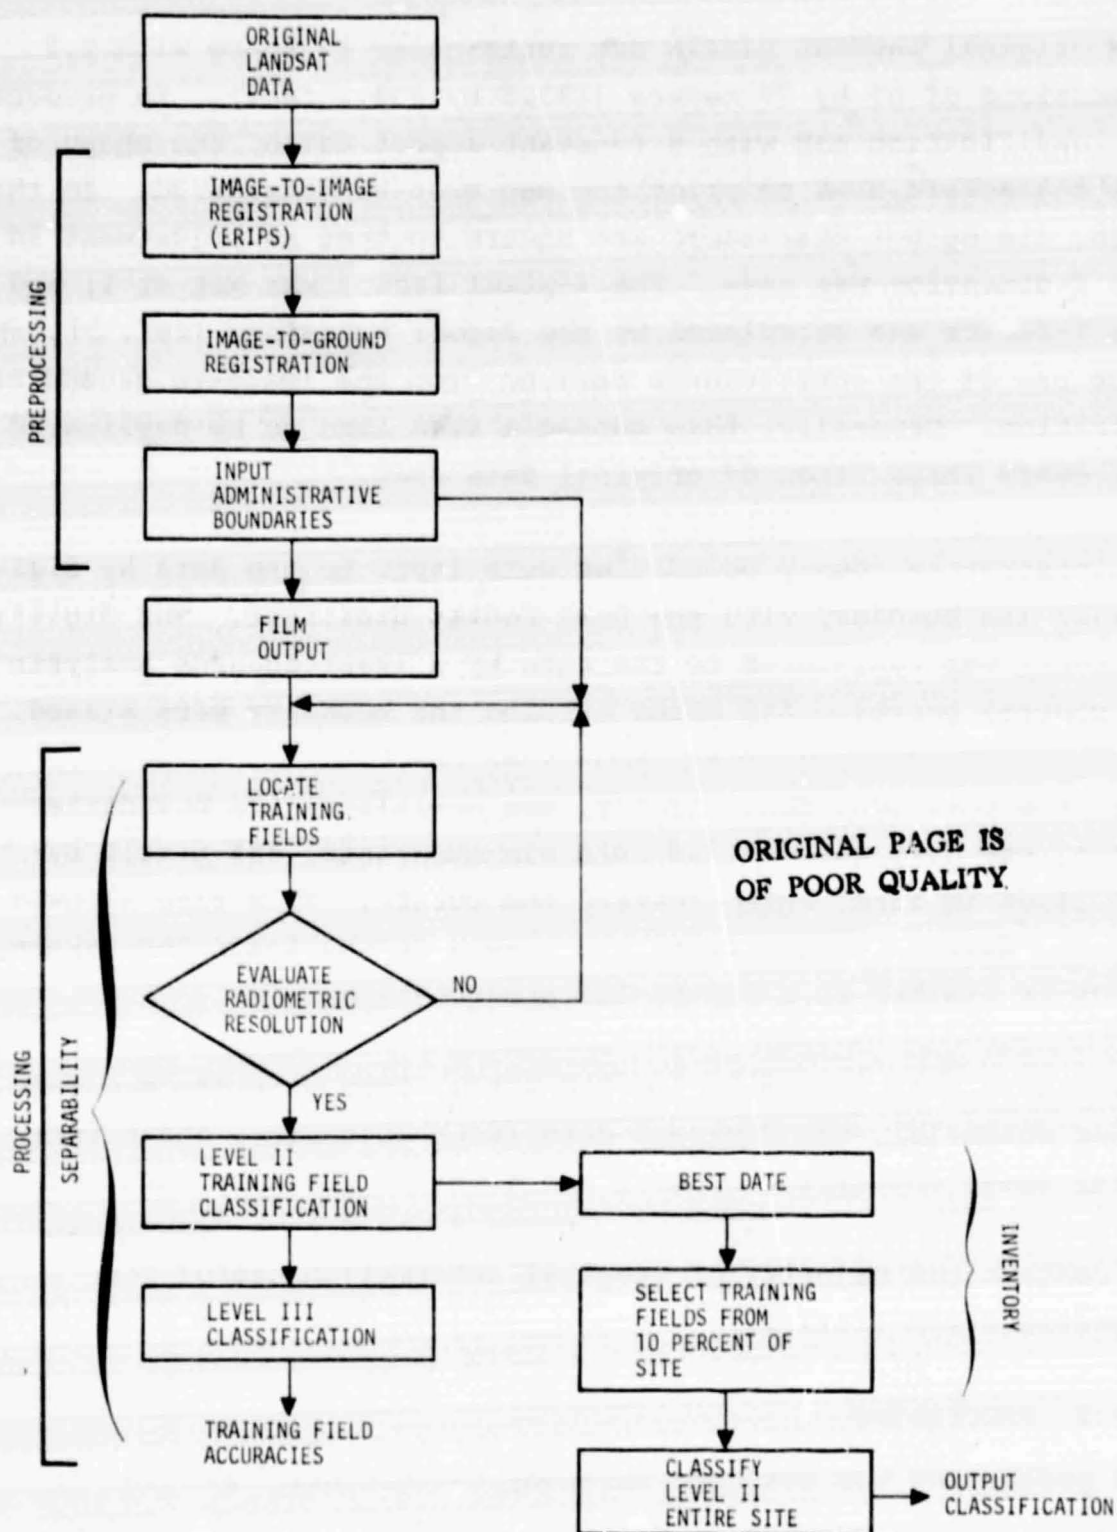 ORIGINAL
LANDSAT
DATA
IMAGE-TO-IMAGE
REGISTRATION
(ERIPS)
PREPROCESSING
IMAGE-TO-GROUND
REGISTRATION
INPUT
ADMINISTRATIVE
BOUNDARIES
FILM
OUTPUT
LOCATE
TRAINING
FIELDS
ORIGINAL PAGE IS
OF POOR QUALITY
EVALUATE
RADIOMETRIC
RESOLUTION
NO
YES
PROCESSING
SEPARABILITY
LEVEL II
TRAINING FIELD
CLASSIFICATION
BEST DATE
INVENTORY
LEVEL III
CLASSIFICATION
SELECT TRAINING
FIELDS FROM
10 PERCENT OF
SITE
TRAINING FIELD
ACCURACIES
CLASSIFY
LEVEL II
ENTIRE SITE
OUTPUT
CLASSIFICATION